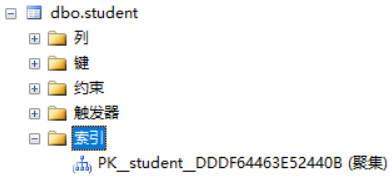 dbo.student
列
键
约束
触发器
索引
PK__student__DDDF64463E52440B (聚集)